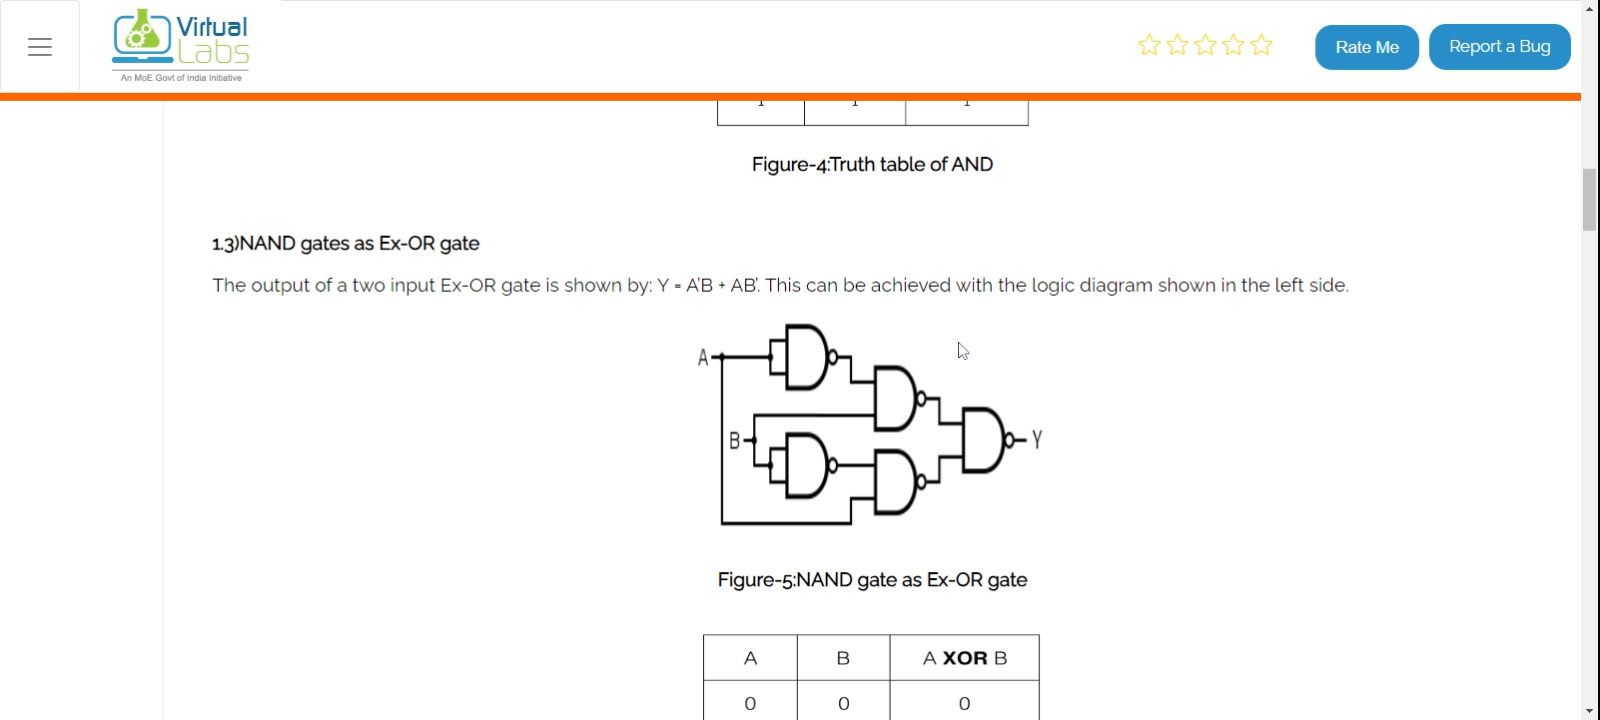 Virtual
Labs
An MoE Govt of India Initiative
Rate Me
Report a Bug
Figure-4:Truth table of AND
1.3)NAND gates as Ex-OR gate
The output of a two input Ex-OR gate is shown by: Y = A'B + AB'. This can be achieved with the logic diagram shown in the left side.
A
B
Y
Figure-5:NAND gate as Ex-OR gate
A B A XOR B
0 0 0